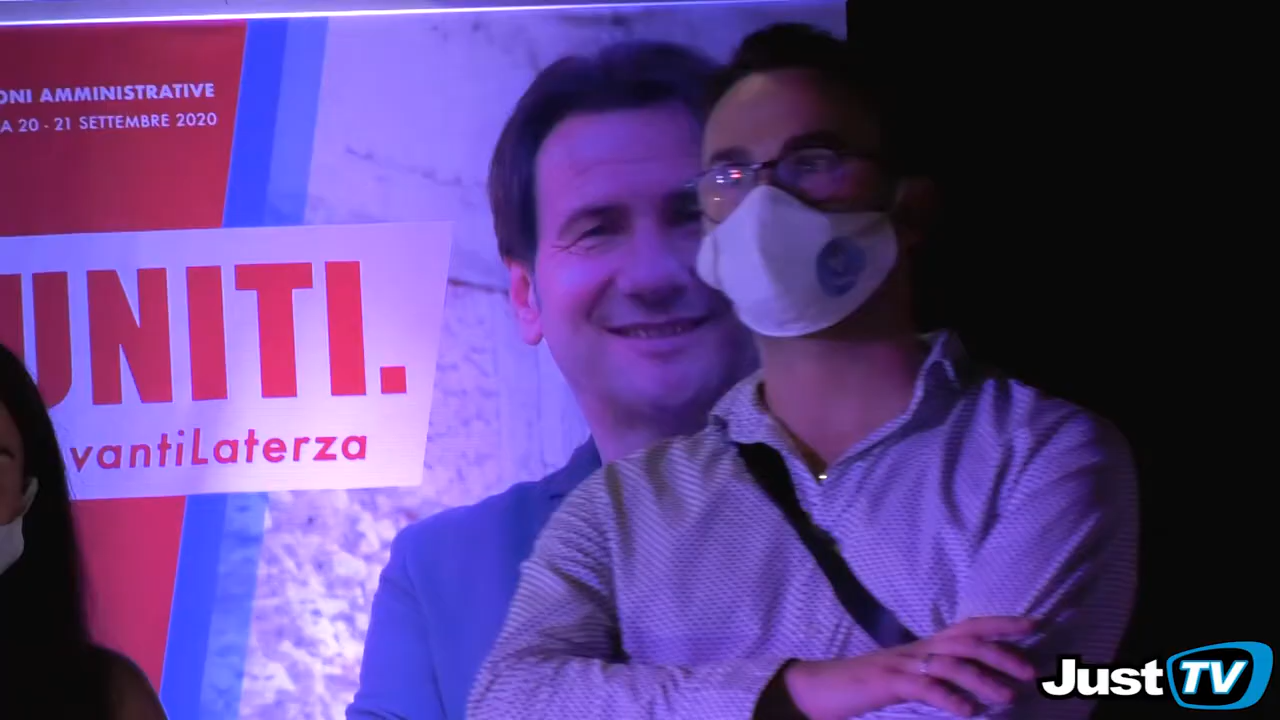 ONI AMMINISTRATIVE
A 20 - 21 SETTEMBRE 2020
UNITI.
vantiLaterza
Just TV